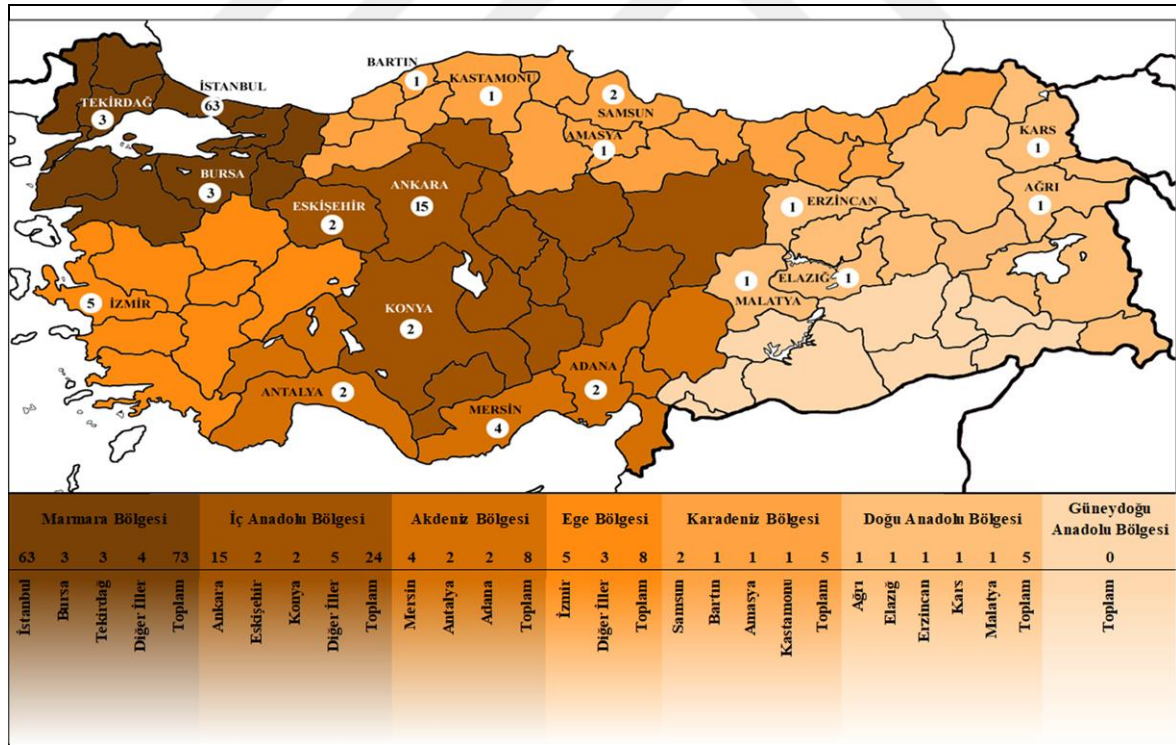 BARTIN
1
KASTAMONU
1
2
SAMSUN
İSTANBUL
63
TEKİRDAĞ
3
AMASYA
1
KARS
1
BURSA
3
ANKARA
15
ESKİŞEHİR
2
1 ERZİNCAN
AĞRI
1
5 İZMİR
KONYA
2
1
MALATYA
ELAZIĞ 1
ADANA
2
ANTALYA 2
MERSİN
4
Marmara Bölgesi İç Anadolu Bölgesi Akdeniz Bölgesi Ege Bölgesi Karadeniz Bölgesi Doğu Anadolu Bölgesi Güneydoğu
Anadolu Bölgesi
63 3 3 4 73 15 2 2 5 24 4 2 2 8 5 3 8 2 1 1 1 5 1 1 1 1 1 5 0
İstanbul
Bursa
Tekirdağ
Diğer İller
Toplam
Ankara
Eskişehir
Konya
Diğer İller
Toplam
Mersin
Antalya
Adana
Toplam
İzmir
Diğer İller
Toplam
Samsun
Bartın
Amasya
Kastamonu
Toplam
Ağrı
Elazığ
Erzincan
Kars
Malatya
Toplam
Toplam